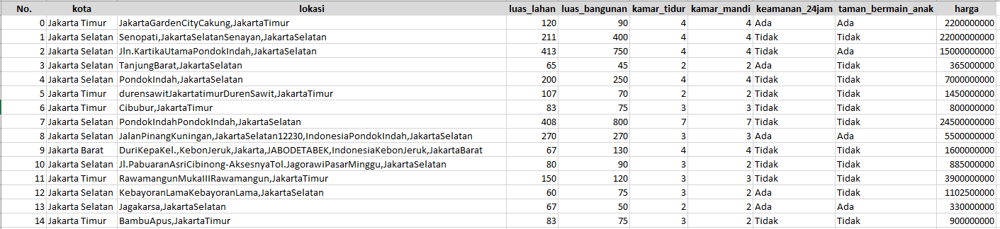 No. kota lokasi luas_lahan luas_bangunan kamar_tidur kamar_mandi keamanan_24jam taman_bermain_anak harga
0 Jakarta Timur JakartaGardenCityCakung,JakartaTimur 120 90 4 4 Ada Ada 2200000000
1 Jakarta Selatan Senopati,JakartaSelatanSenayan,JakartaSelatan 211 400 4 4 Tidak Tidak 22000000000
2 Jakarta Selatan Jln.KartikaUtamaPondokIndah,JakartaSelatan 413 750 4 4 Tidak Ada 15000000000
3 Jakarta Selatan TanjungBarat,JakartaSelatan 65 45 2 2 Ada Tidak 365000000
4 Jakarta Selatan PondokIndah,JakartaSelatan 200 250 4 4 Tidak Tidak 7000000000
5 Jakarta Timur durensawitJakartatimurDurenSawit,JakartaTimur 107 70 2 2 Tidak Tidak 1450000000
6 Jakarta Timur Cibubur,JakartaTimur 83 75 3 3 Tidak Tidak 800000000
7 Jakarta Selatan PondokIndahPondokIndah,JakartaSelatan 408 800 7 7 Tidak Tidak 24500000000
8 Jakarta Selatan JalanPinangKuningan,JakartaSelatan12230,IndonesiaPondokIndah,JakartaSelatan 270 270 3 3 Ada Ada 5500000000
9 Jakarta Barat DuriKepaKel.,KebonJeruk,Jakarta,JABODETABEK,IndonesiaKebonJeruk,JakartaBarat 67 130 4 4 Tidak Tidak 1600000000
10 Jakarta Selatan Jl.PabuaranAsriCibinong-AksesnyaTol.JagorawiPasarMinggu,JakartaSelatan 80 90 3 2 Tidak Tidak 885000000
11 Jakarta Timur RawamangunMukaIIIRawamangun,JakartaTimur 150 120 3 3 Tidak Tidak 3900000000
12 Jakarta Selatan KebayoranLamaKebayoranLama,JakartaSelatan 60 75 3 2 Ada Tidak 1102500000
13 Jakarta Selatan Jagakarsa,JakartaSelatan 67 50 2 2 Ada Ada 330000000
14 Jakarta Timur BambuApus,JakartaTimur 83 75 3 2 Tidak Tidak 900000000